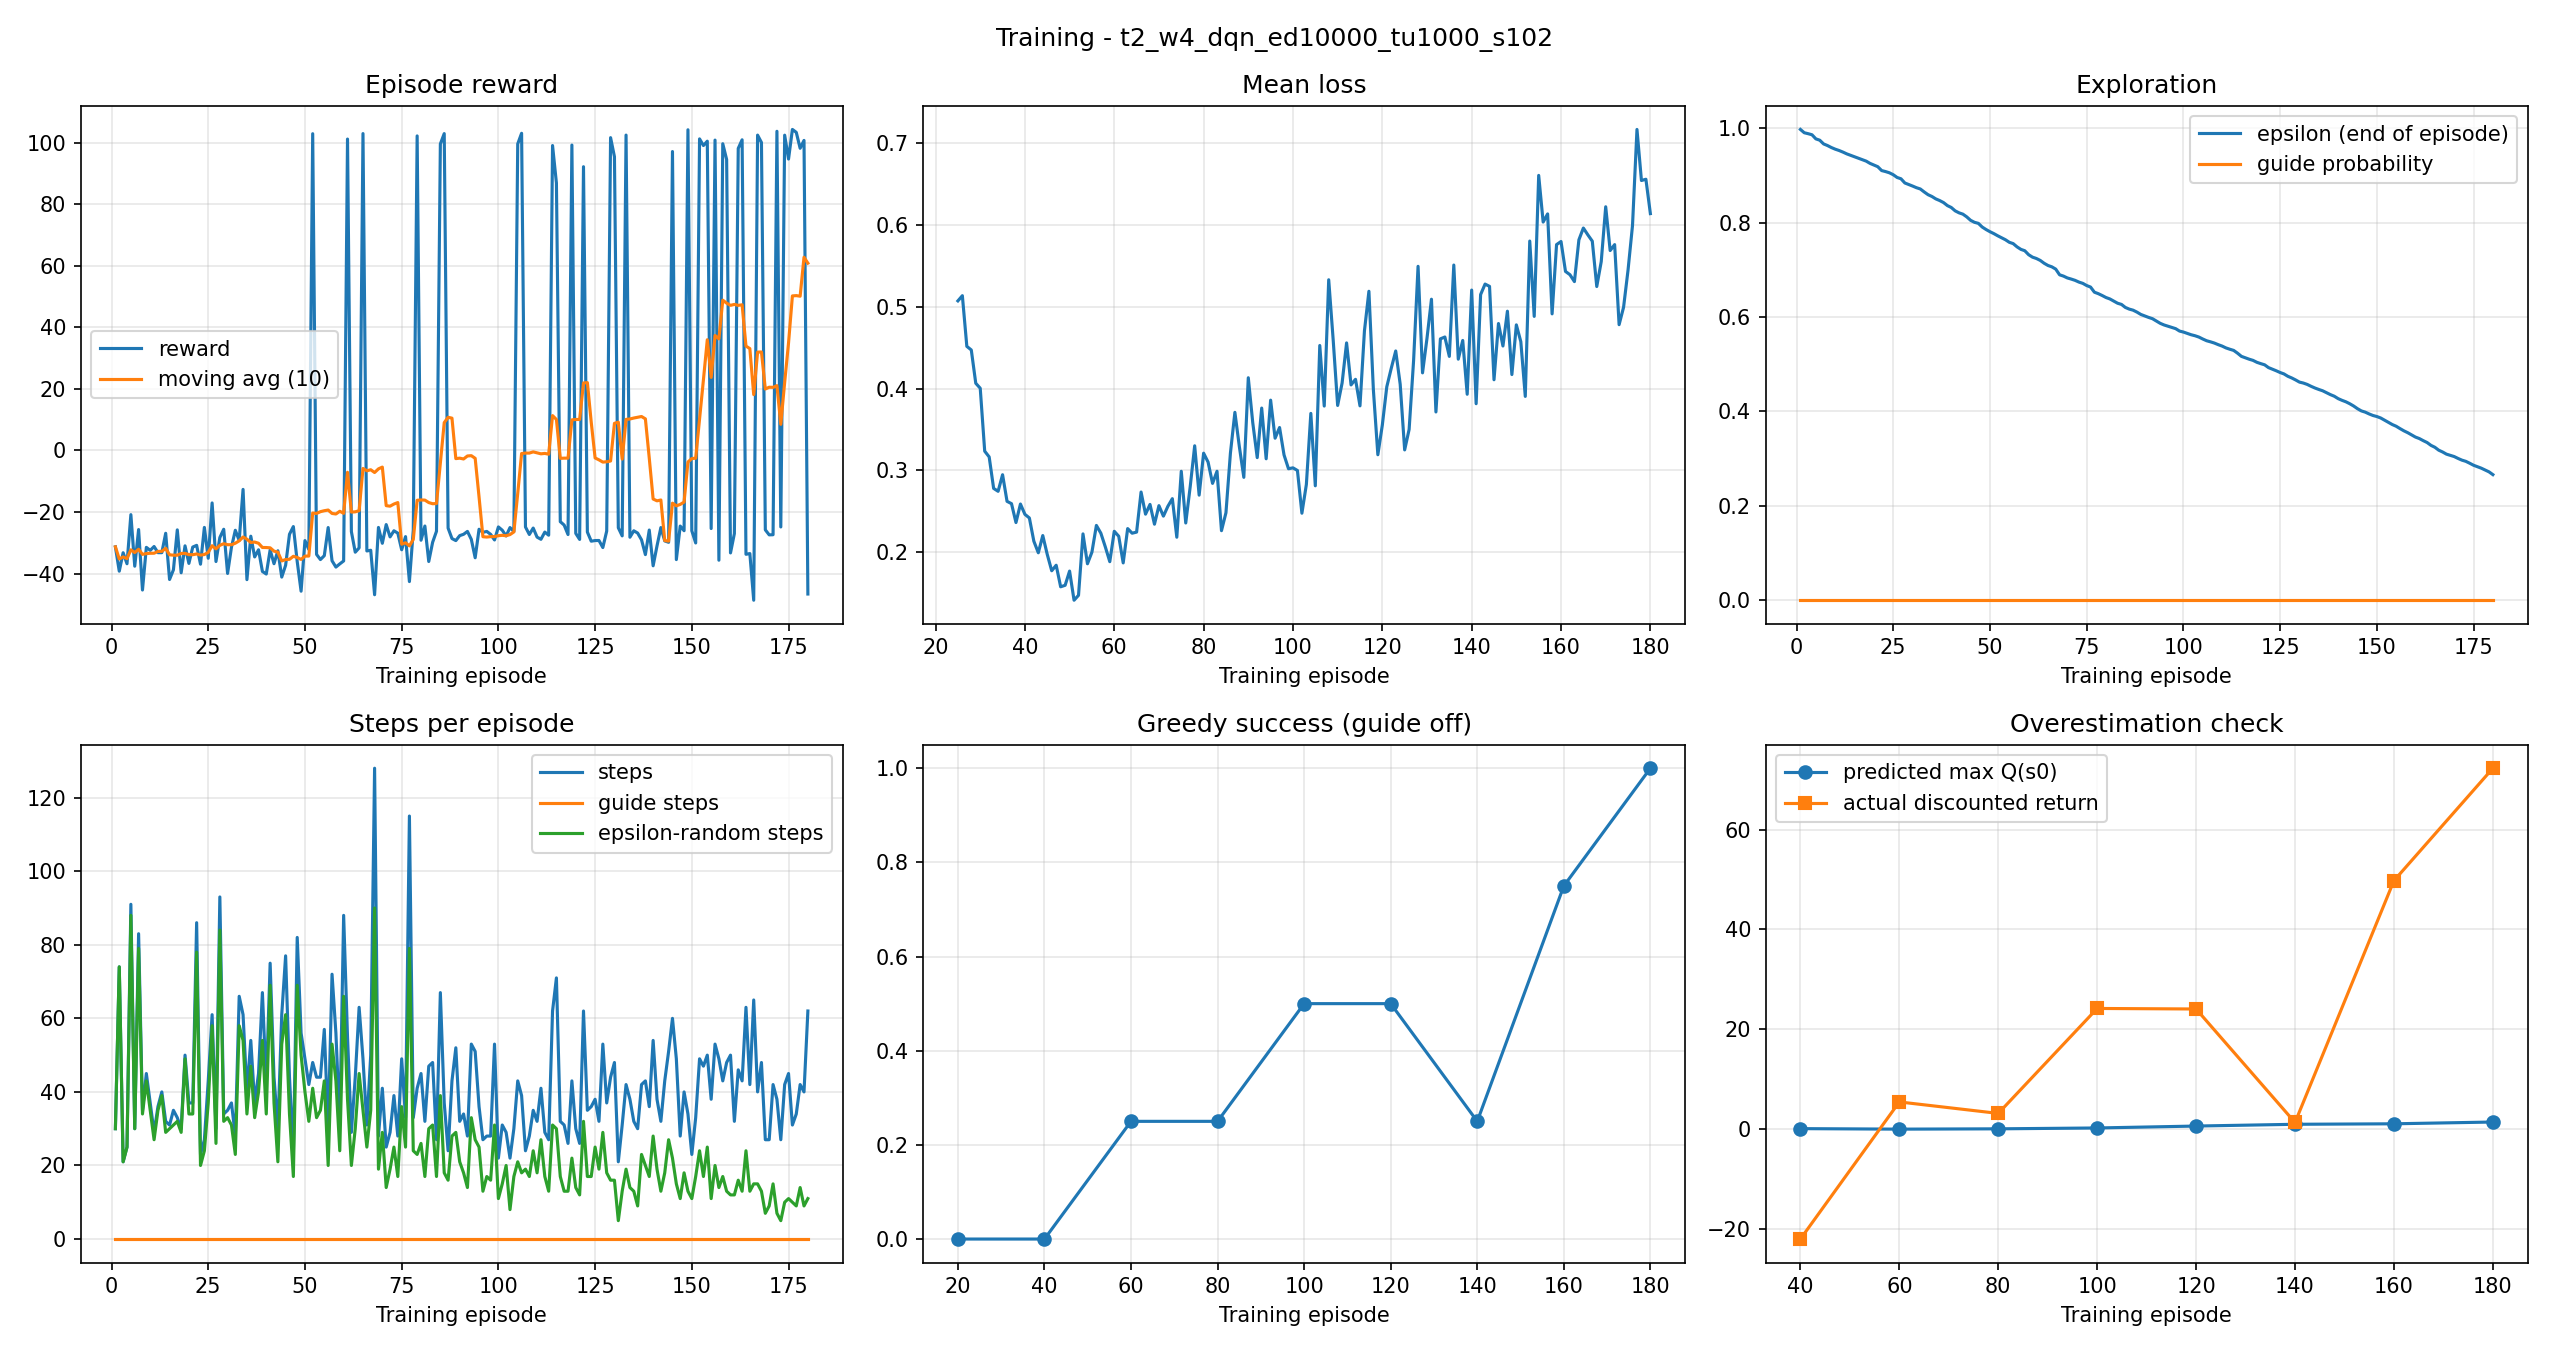 Training - t2_w4_dqn_ed10000_tu1000_s102
Episode reward
100
80
60
40
20
0
−20
−40
reward
moving avg (10)
0 25 50 75 100 125 150 175
Training episode
Mean loss
0.7
0.6
0.5
0.4
0.3
0.2
20 40 60 80 100 120 140 160 180
Training episode
Exploration
1.0
0.8
0.6
0.4
0.2
0.0
epsilon (end of episode)
guide probability
0 25 50 75 100 125 150 175
Training episode
Steps per episode
120
100
80
60
40
20
0
steps
guide steps
epsilon-random steps
0 25 50 75 100 125 150 175
Training episode
Greedy success (guide off)
1.0
0.8
0.6
0.4
0.2
0.0
20 40 60 80 100 120 140 160 180
Training episode
Overestimation check
60
40
20
0
−20
predicted max Q(s0)
actual discounted return
40 60 80 100 120 140 160 180
Training episode